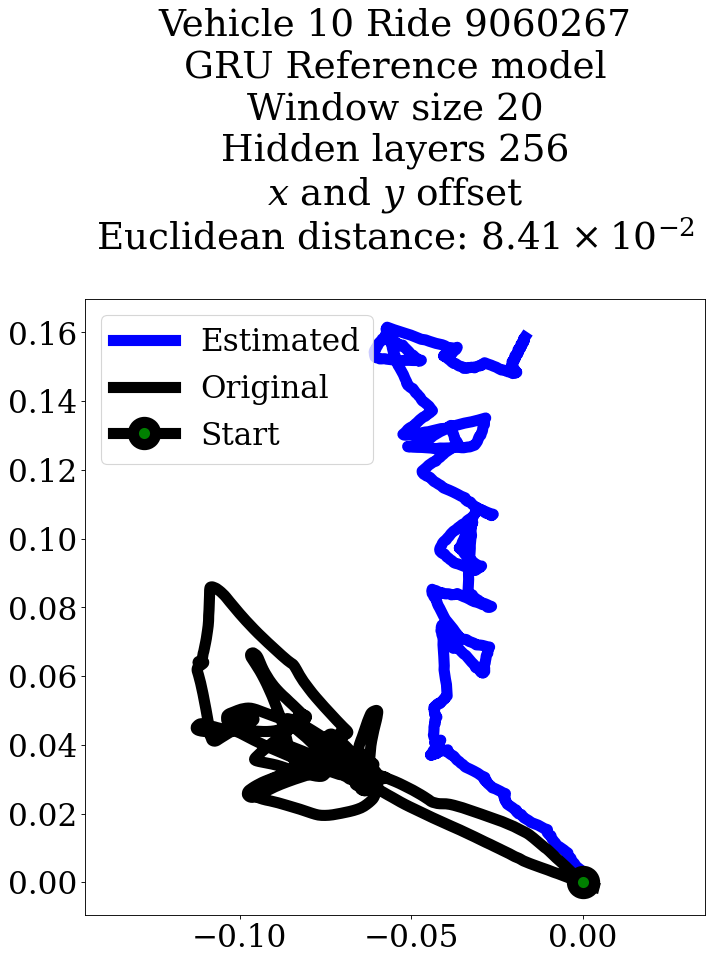 Vehicle 10 Ride 9060267
GRU Reference model
Window size 20
Hidden layers 256
x and y offset
Euclidean distance: 8.41 × 10⁻²
Estimated
Original
Start
0.16
0.14
0.12
0.10
0.08
0.06
0.04
0.02
0.00
−0.10 −0.05 0.00